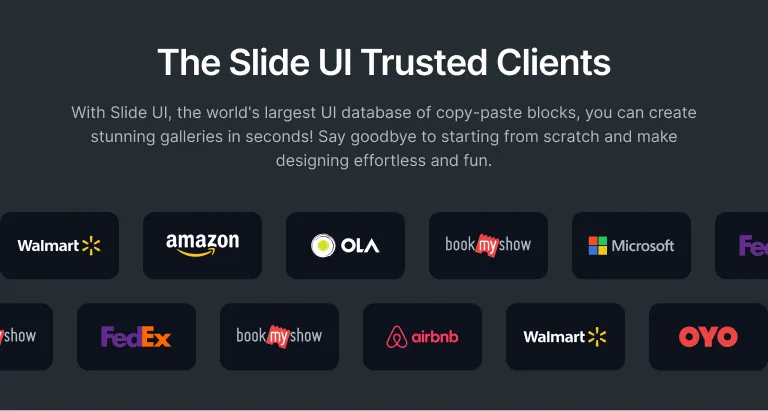 The Slide UI Trusted Clients
With Slide UI, the world's largest UI database of copy-paste blocks, you can create
stunning galleries in seconds! Say goodbye to starting from scratch and make
designing effortless and fun.
Walmart amazon OLA bookmyshow Microsoft Fe
show FedEx bookmyshow airbnb Walmart OYO